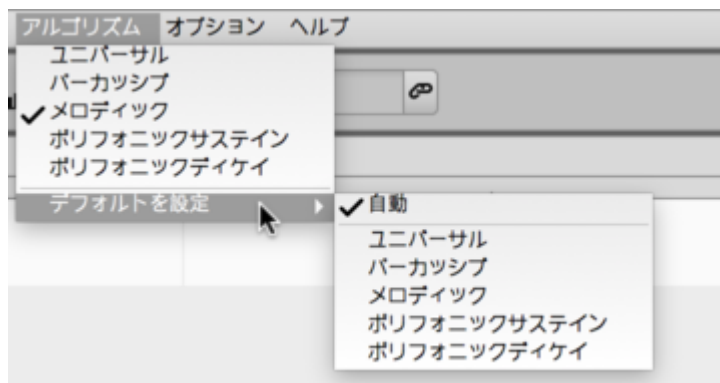 アルゴリズム オプション ヘルプ
ユニバーサル
パーカッシブ
メロディック
ポリフォニックサステイン
ポリフォニックディケイ
デフォルトを設定
自動
ユニバーサル
パーカッシブ
メロディック
ポリフォニックサステイン
ポリフォニックディケイ